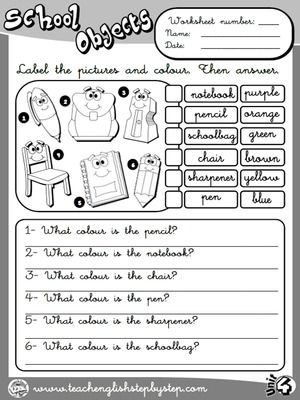 School Objects
Worksheet number: ____
Name: ____
Date: ____
Label the pictures and colour. Then answer.
1
2
3
4
5
6
notebook purple
pencil orange
schoolbag green
chair brown
sharpener yellow
pen blue
1- What colour is the pencil?
2- What colour is the notebook?
3- What colour is the chair?
4- What colour is the pen?
5- What colour is the sharpener?
6- What colour is the schoolbag?
Unit 4
www.teachenglishstepbystep.com